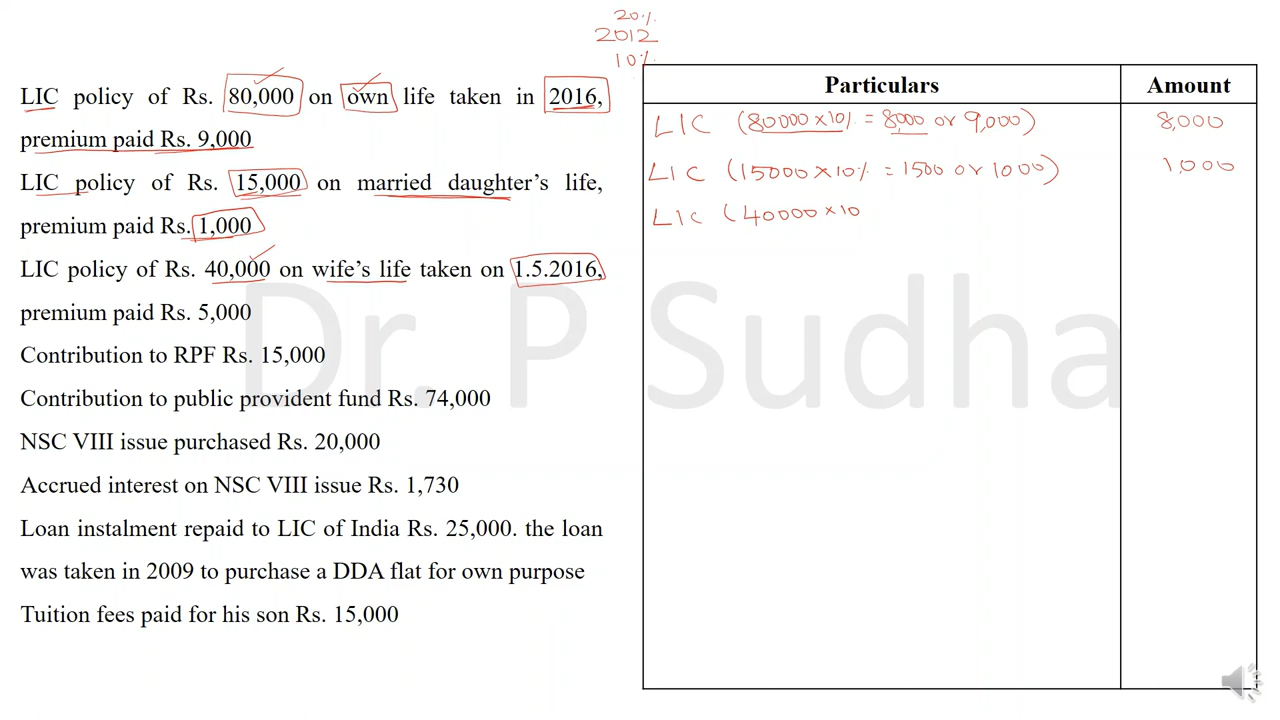 20%
2012
10%
LIC policy of Rs. 80,000 on own life taken in 2016,
premium paid Rs. 9,000
LIC policy of Rs. 15,000 on married daughter’s life,
premium paid Rs. 1,000
LIC policy of Rs. 40,000 on wife’s life taken on 1.5.2016,
premium paid Rs. 5,000
Contribution to RPF Rs. 15,000
Contribution to public provident fund Rs. 74,000
NSC VIII issue purchased Rs. 20,000
Accrued interest on NSC VIII issue Rs. 1,730
Loan instalment repaid to LIC of India Rs. 25,000. the loan
was taken in 2009 to purchase a DDA flat for own purpose
Tuition fees paid for his son Rs. 15,000
Particulars Amount
LIC (80000 × 10% = 8,000 or 9,000) 8,000
LIC (15000 × 10% = 1500 or 1000) 1,000
LIC (40000 × 10
Dr. P Sudha